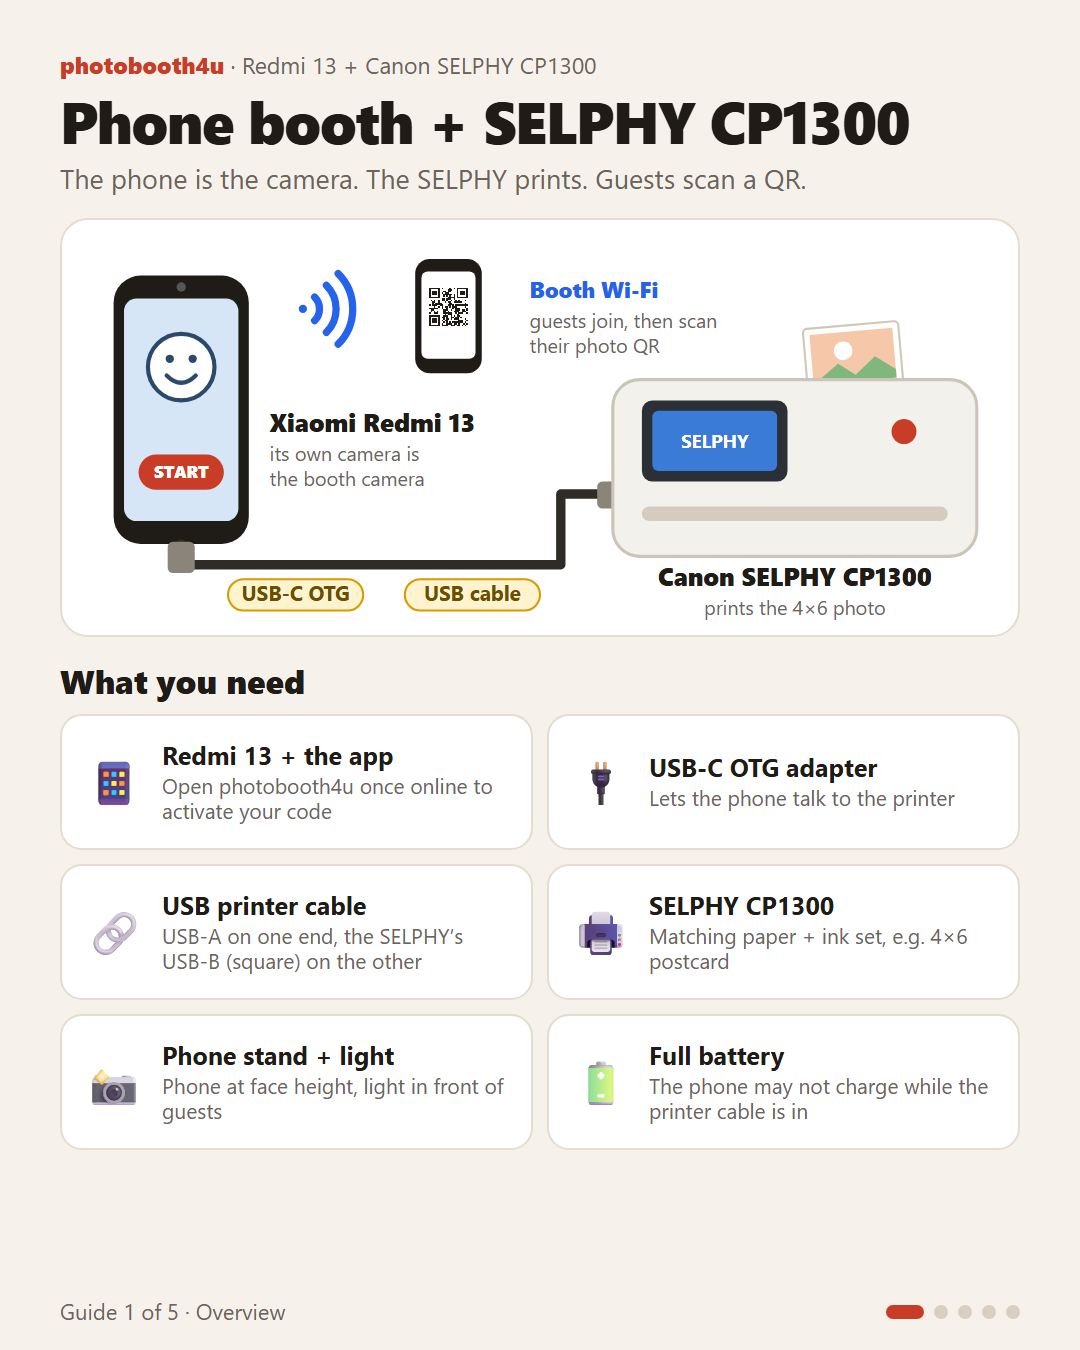 photobooth4u · Redmi 13 + Canon SELPHY CP1300
Phone booth + SELPHY CP1300
The phone is the camera. The SELPHY prints. Guests scan a QR.
Booth Wi-Fi
guests join, then scan
their photo QR
Xiaomi Redmi 13
its own camera is
the booth camera
START
SELPHY
USB-C OTG
USB cable
Canon SELPHY CP1300
prints the 4×6 photo
What you need
Redmi 13 + the app
Open photobooth4u once online to
activate your code
USB-C OTG adapter
Lets the phone talk to the printer
USB printer cable
USB-A on one end, the SELPHY’s
USB-B (square) on the other
SELPHY CP1300
Matching paper + ink set, e.g. 4×6
postcard
Phone stand + light
Phone at face height, light in front of
guests
Full battery
The phone may not charge while the
printer cable is in
Guide 1 of 5 · Overview